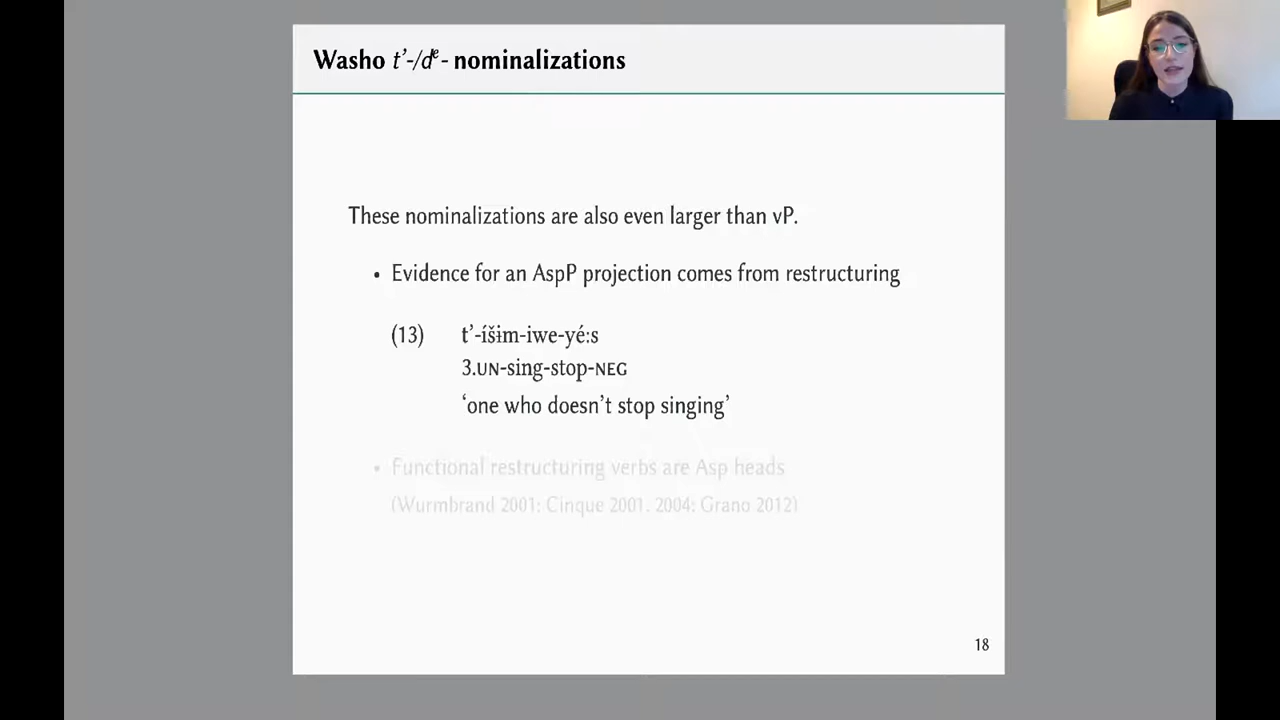 Washo t’-/dᵉ- nominalizations
These nominalizations are also even larger than vP.
• Evidence for an AspP projection comes from restructuring
(13) t’-íšɨm-iwe-yé:s
3.UN-sing-stop-NEG
‘one who doesn’t stop singing’
• Functional restructuring verbs are Asp heads
(Wurmbrand 2001; Cinque 2001, 2004; Grano 2012)
18